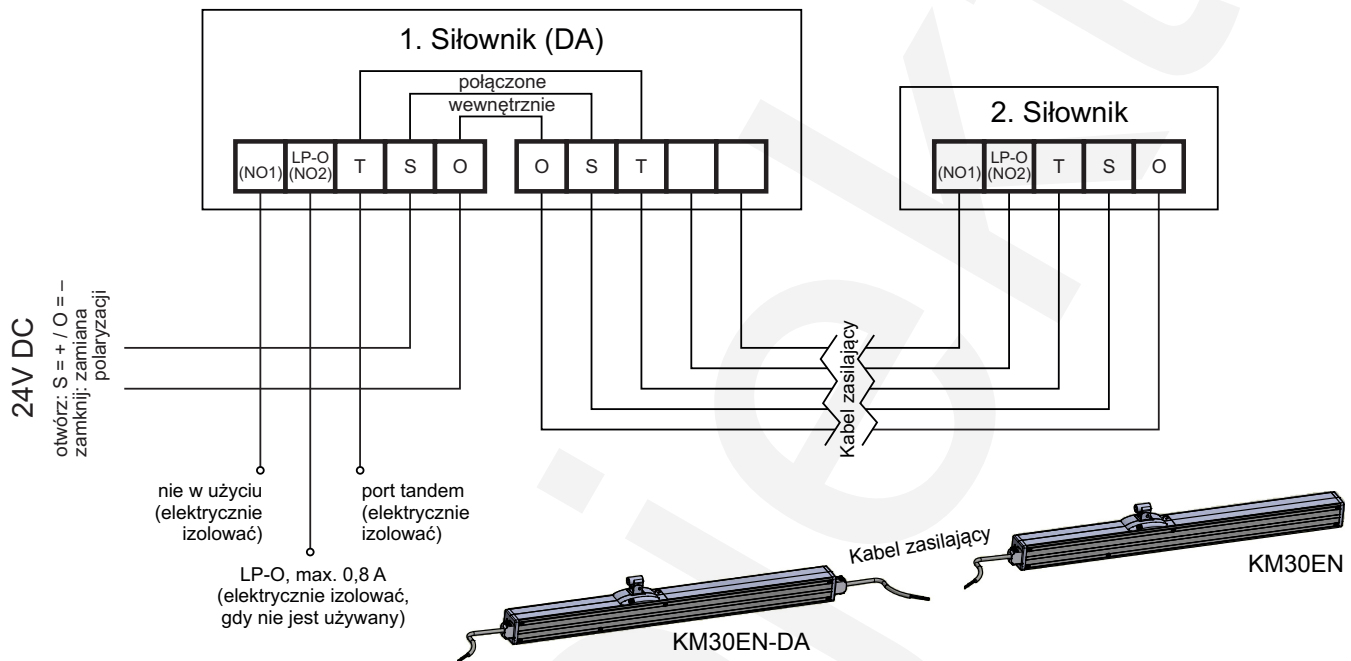 1. Siłownik (DA)
połączone
wewnętrznie
(NO1)
LP-O
(NO2)
T
S
O
O
S
T
2. Siłownik
(NO1)
LP-O
(NO2)
T
S
O
24V DC
otwórz: S = + / O = –
zamknij: zamiana
polaryzacji
Kabel zasilający
nie w użyciu
(elektrycznie
izolować)
port tandem
(elektrycznie
izolować)
LP-O, max. 0,8 A
(elektrycznie izolować,
gdy nie jest używany)
Kabel zasilający
KM30EN
KM30EN-DA